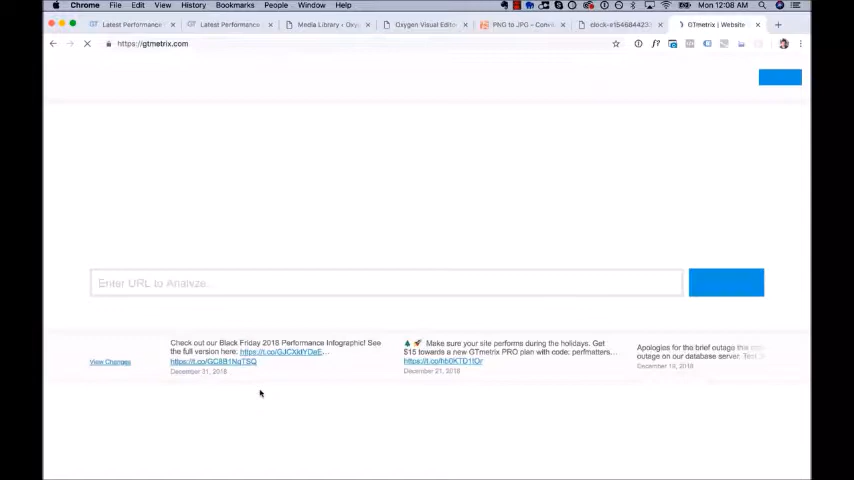 Chrome File Edit View History Bookmarks People Window Help Mon 12:08 AM
Latest Performance Latest Performance Media Library ‹ Oxy Oxygen Visual Editor PNG to JPG – Conve clock-e154684423 GTmetrix | Website
https://gtmetrix.com
Enter URL to Analyze...
Check out our Black Friday 2018 Performance Infographic! See
the full version here:
View Changes
December 31, 2018
Make sure your site performs during the holidays. Get
$15 towards a new GTmetrix PRO plan with code: perfmatters...
December 21, 2018
Apologies for the brief outage this
outage on our database server.
December 19, 2018